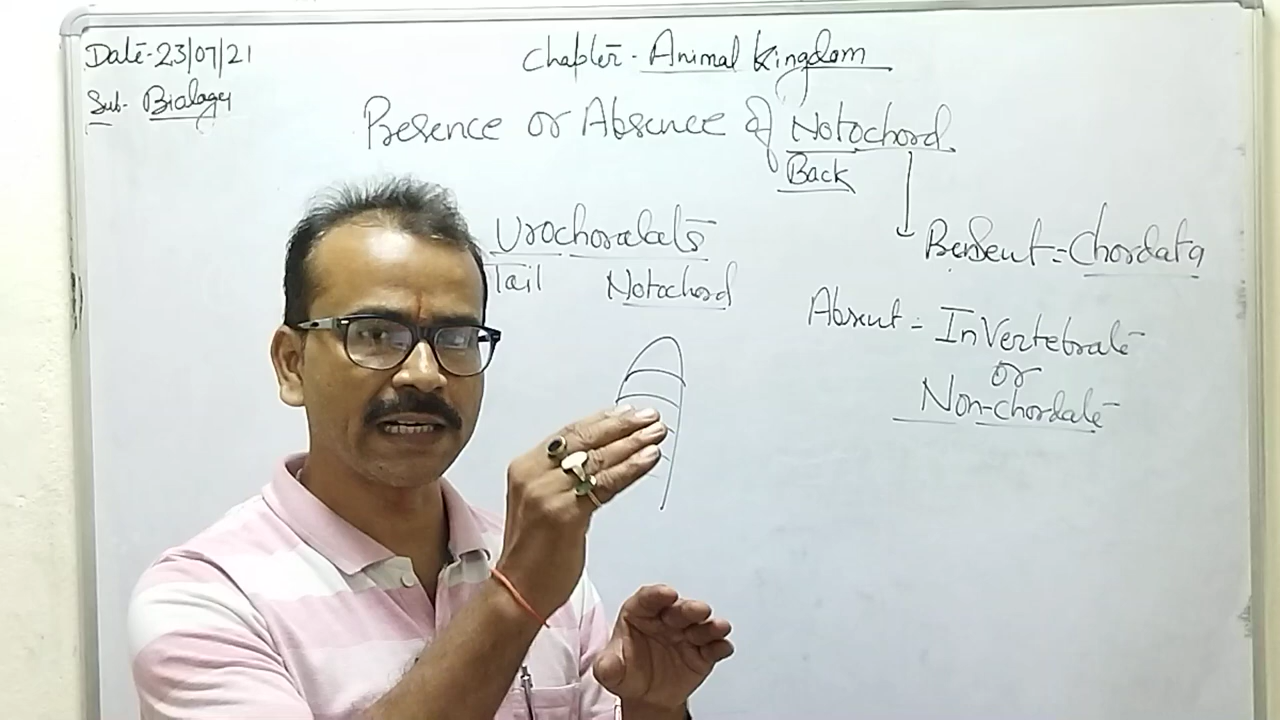 Date-23/07/21
Sub- Biology
Chapter- Animal Kingdom
Presence or Absence of Notochord.
Back
Urochordats
Tail Notochord
Present = Chordata
Absent = InVertebrate
or
Non-chordate